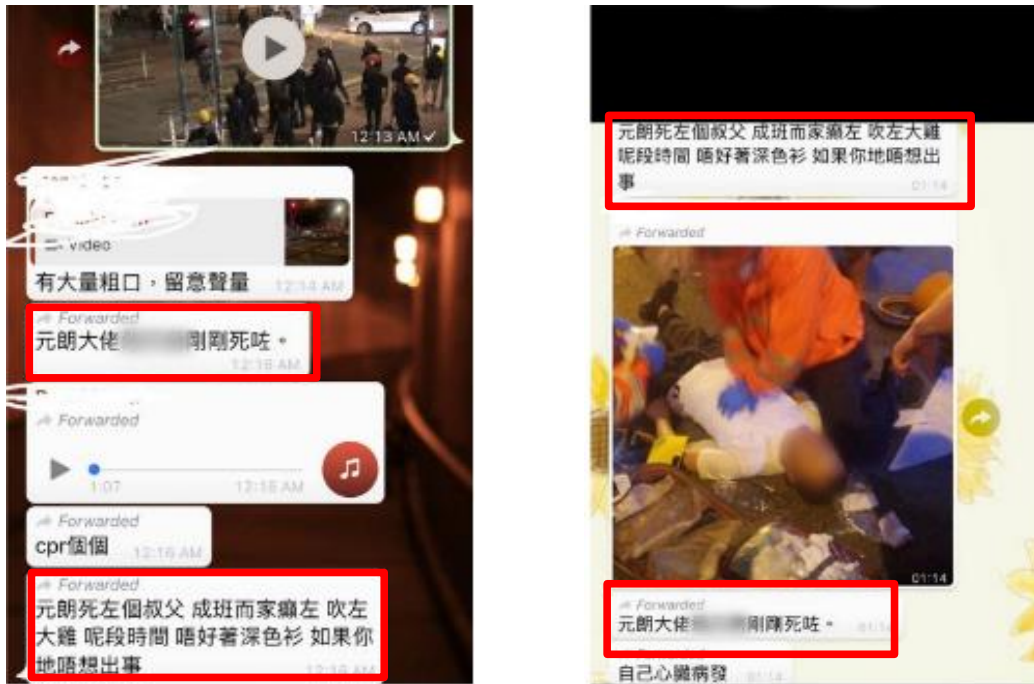 12:13 AM
Video
有大量粗口，留意聲量
12:14 AM
Forwarded
元朗大佬 剛剛死咗。
12:16 AM
Forwarded
1:07
12:16 AM
Forwarded
cpr個個
12:16 AM
Forwarded
元朗死左個叔父 成班而家癲左 吹左
大雞 呢段時間 唔好著深色衫 如果你
地唔想出事
12:16 AM
元朗死左個叔父 成班而家癲左 吹左大雞
呢段時間 唔好著深色衫 如果你地唔想出
事
01:14
Forwarded
01:14
Forwarded
元朗大佬 剛剛死咗。
01:14
自己心臟病發
01:14